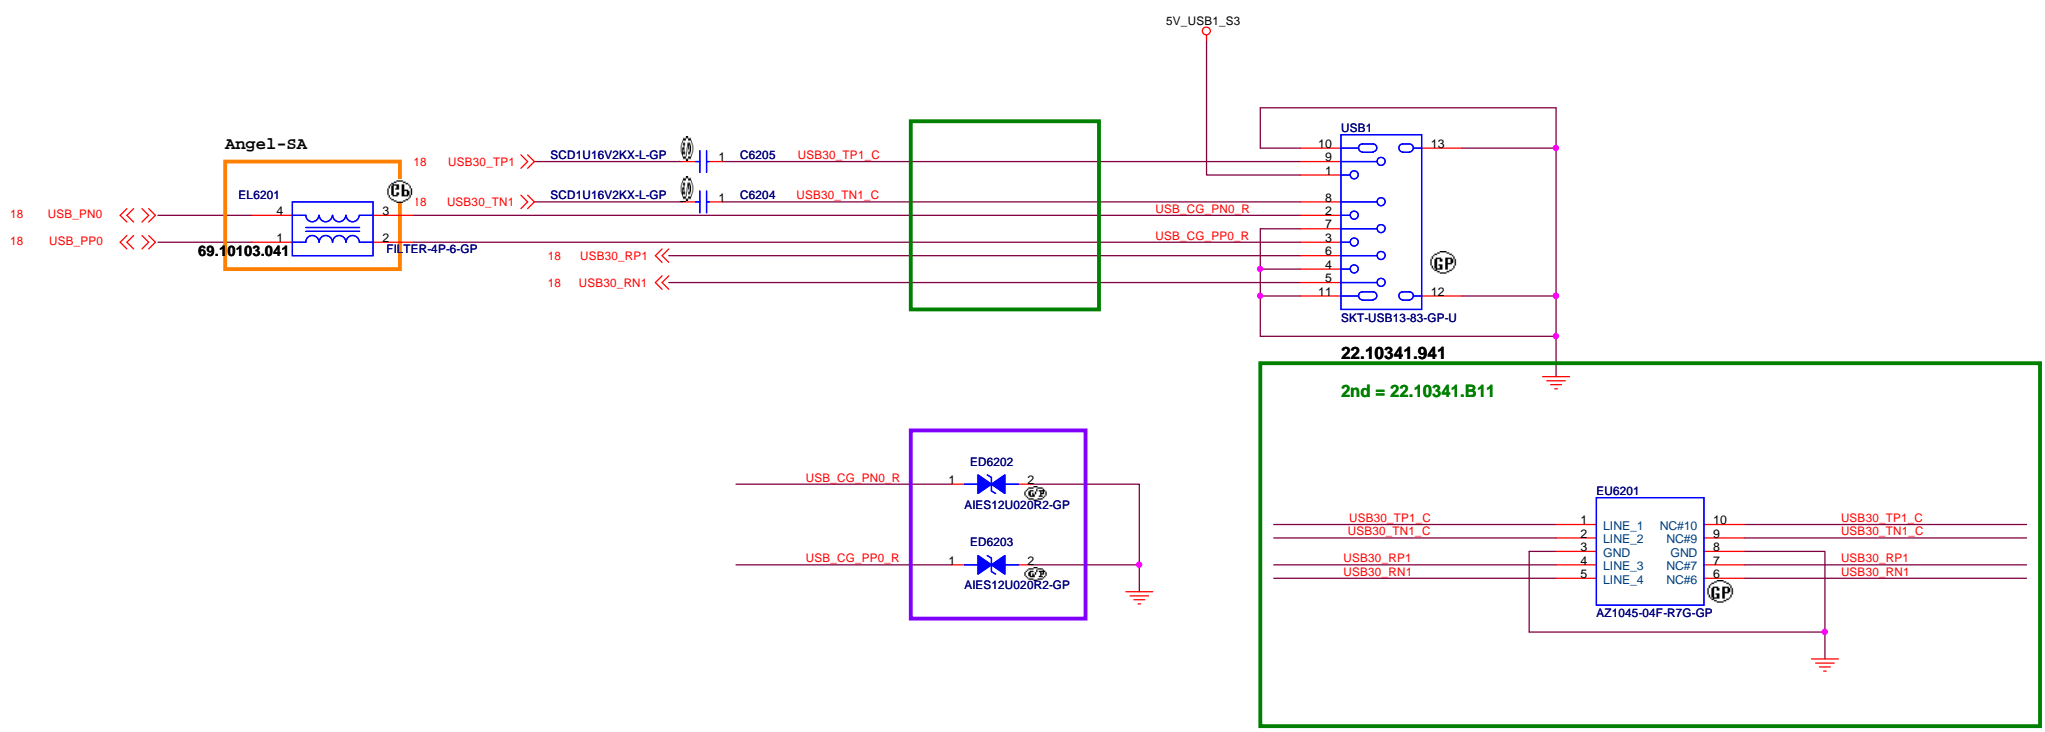 5V_USB1_S3
Angel-SA
EL6201
Cb
18 USB_PN0 4 3
18 USB_PP0 1 2
69.10103.041
FILTER-4P-6-GP
18 USB30_TP1 SCD1U16V2KX-L-GP 1 C6205 USB30_TP1_C
18 USB30_TN1 SCD1U16V2KX-L-GP 1 C6204 USB30_TN1_C
USB_CG_PN0_R
USB_CG_PP0_R
18 USB30_RP1
18 USB30_RN1
USB1
10 13
9
1
8
2
7
3
6
4
5
11 12
GP
SKT-USB13-83-GP-U
22.10341.941
2nd = 22.10341.B11
ED6202
USB_CG_PN0_R 1 2
AIES12U020R2-GP
ED6203
USB_CG_PP0_R 1 2
AIES12U020R2-GP
EU6201
USB30_TP1_C 1 LINE_1 NC#10 10 USB30_TP1_C
USB30_TN1_C 2 LINE_2 NC#9 9 USB30_TN1_C
3 GND GND 8
USB30_RP1 4 LINE_3 NC#7 7 USB30_RP1
USB30_RN1 5 LINE_4 NC#6 6 USB30_RN1
GP
AZ1045-04F-R7G-GP